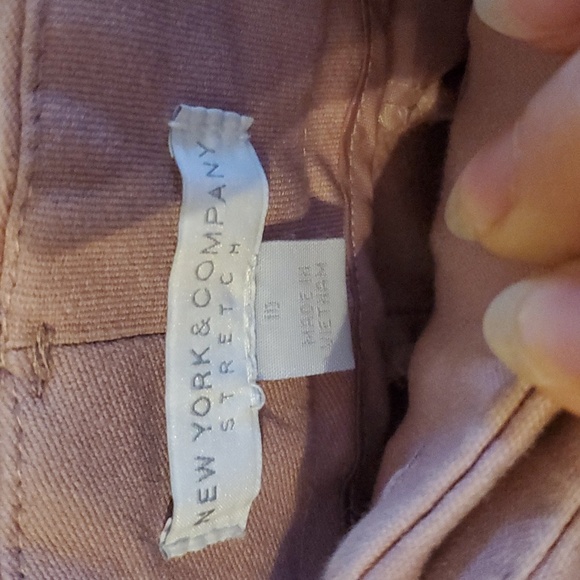 NEW YORK & COMPANY
STRETCH
10
MADE IN
VIETNAM